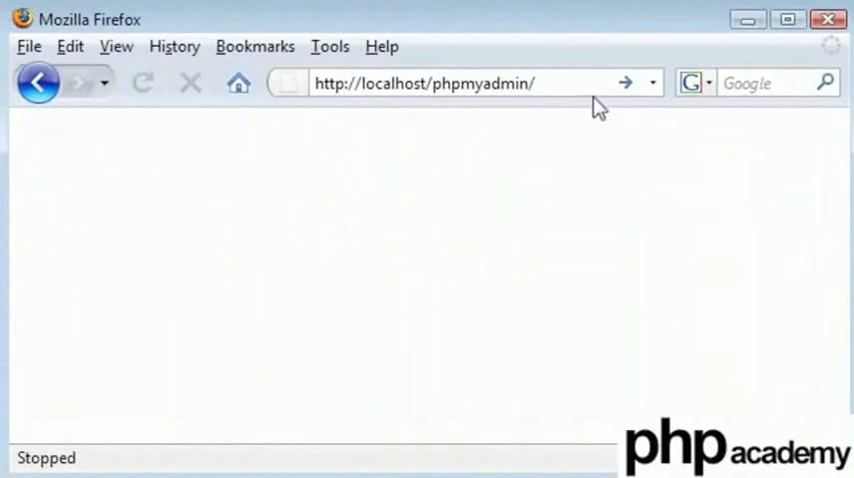 Mozilla Firefox
File Edit View History Bookmarks Tools Help
http://localhost/phpmyadmin/
G Google
Stopped
php academy